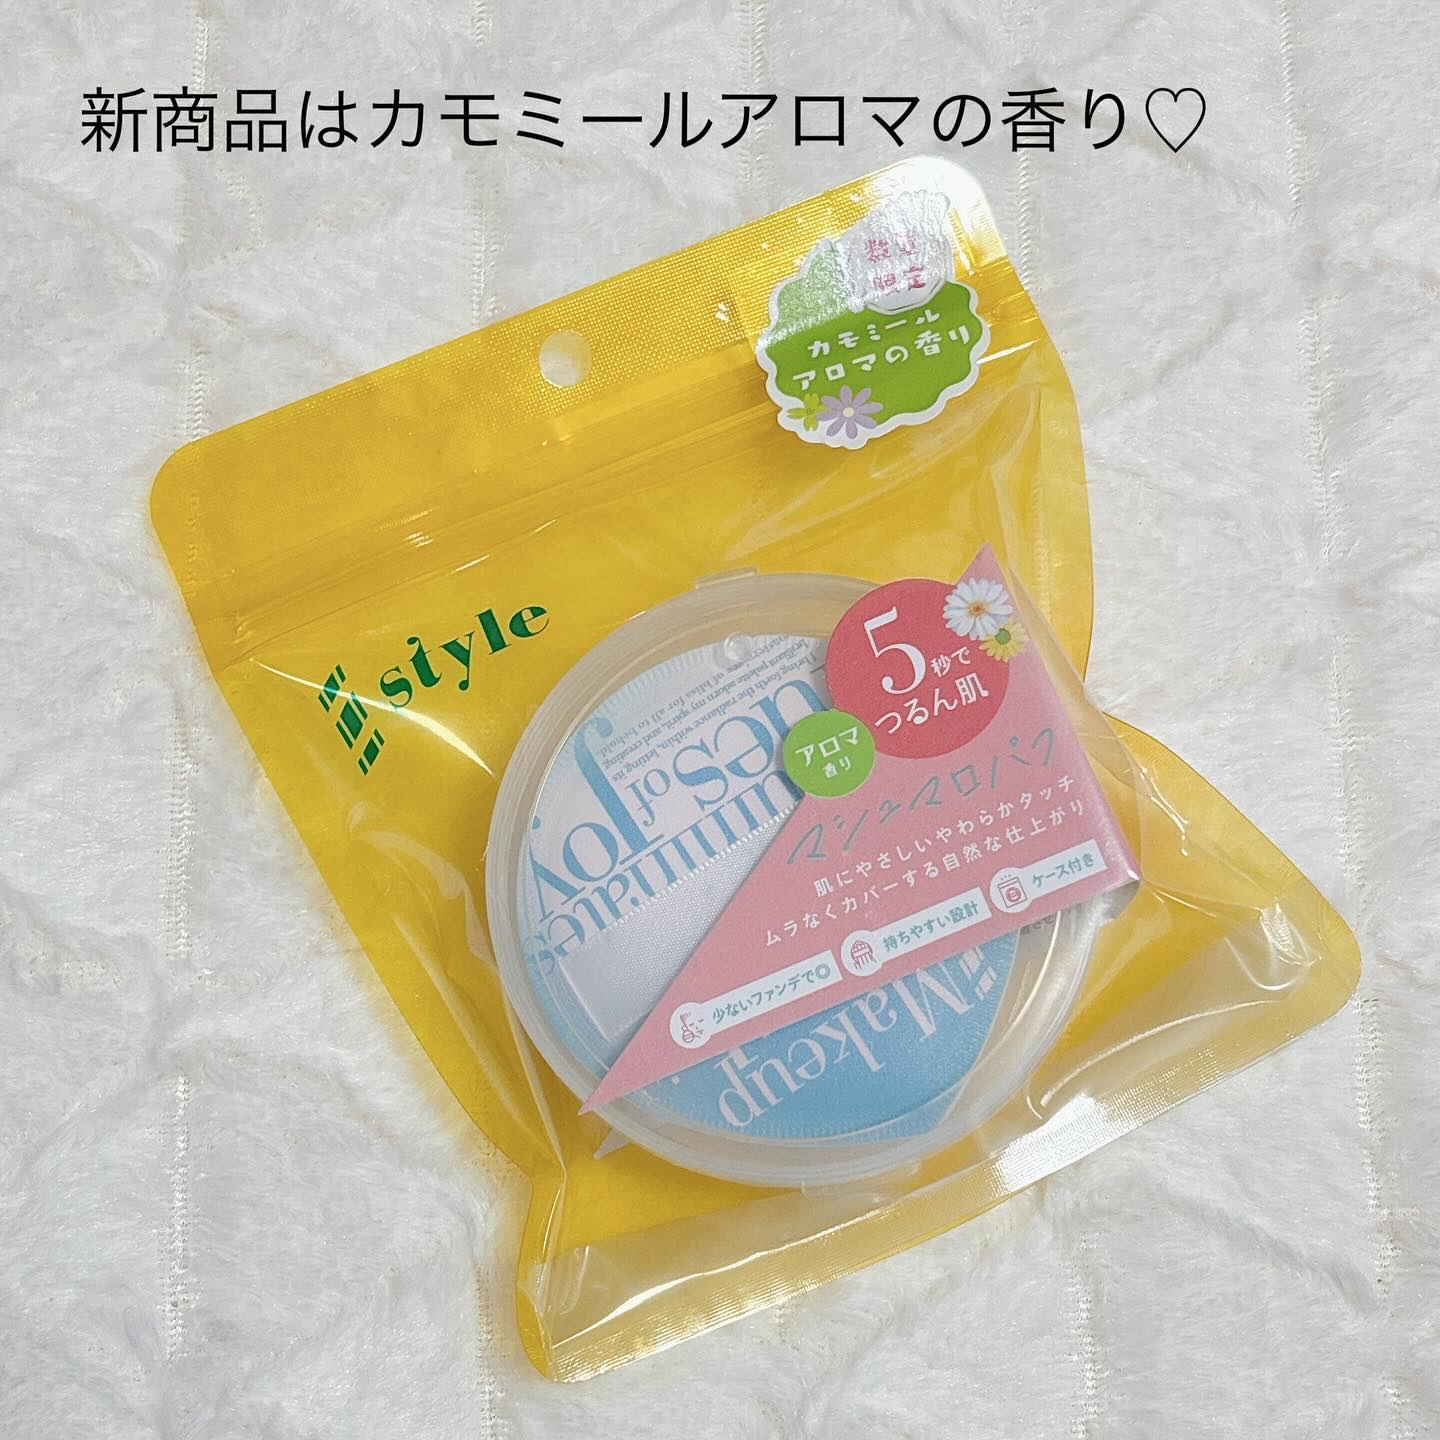 新商品はカモミールアロマの香り♡
数量
限定
カモミール
アロマの香り
style
5秒で
つるん肌
アロマ
香り
マシュマロパフ
肌にやさしいやわらかタッチ
ムラなくカバーする自然な仕上がり
少ないファンデで◎
持ちやすい設計
ケース付き
of
Joy
Makeup